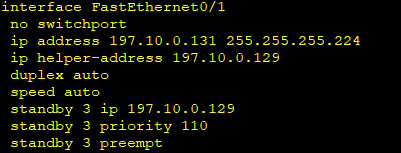 interface FastEthernet0/1
no switchport
ip address 197.10.0.131 255.255.255.224
ip helper-address 197.10.0.129
duplex auto
speed auto
standby 3 ip 197.10.0.129
standby 3 priority 110
standby 3 preempt